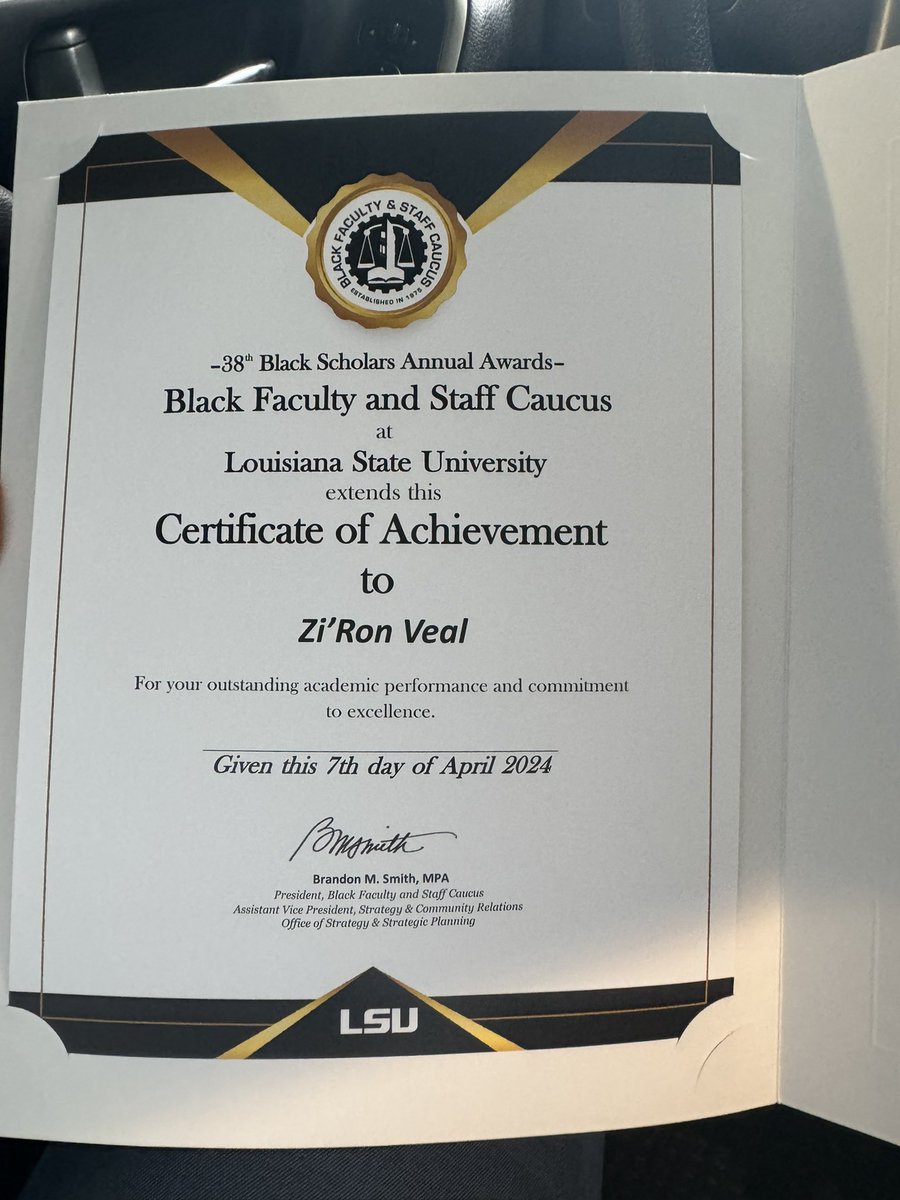 BLACK FACULTY & STAFF CAUCUS
ESTABLISHED IN 1975
-38th Black Scholars Annual Awards-
Black Faculty and Staff Caucus
at
Louisiana State University
extends this
Certificate of Achievement
to
Zi'Ron Veal
For your outstanding academic performance and commitment
to excellence.
Given this 7th day of April 2024
BMSmith
Brandon M. Smith, MPA
President, Black Faculty and Staff Caucus
Assistant Vice President, Strategy & Community Relations
Office of Strategy & Strategic Planning
LSU